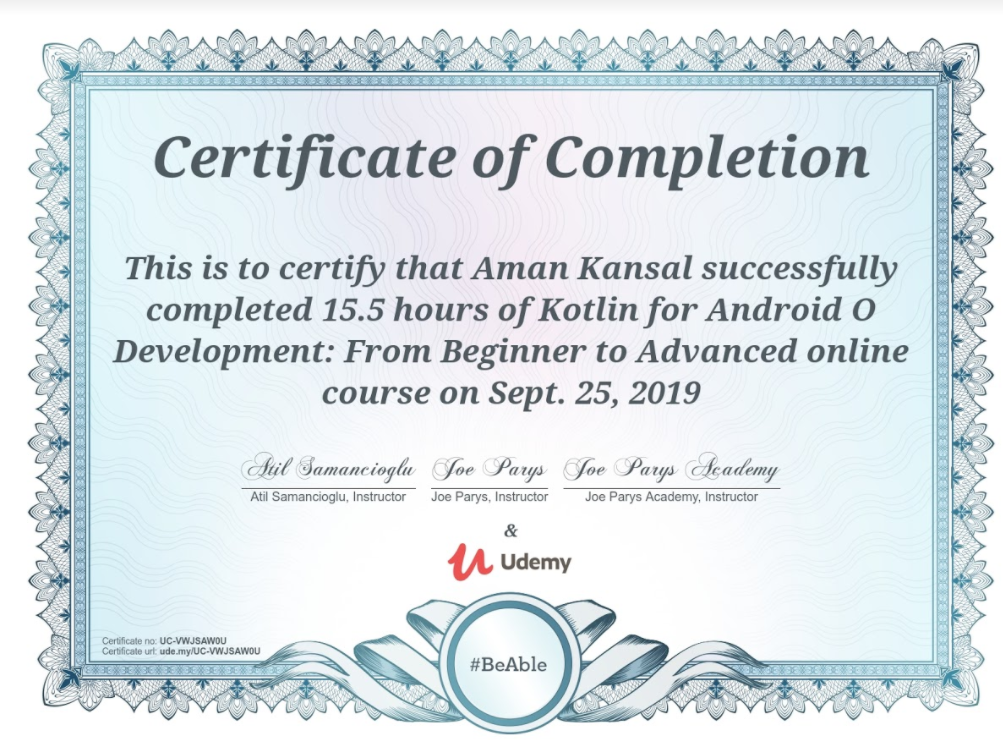 Certificate of Completion
This is to certify that Aman Kansal successfully
completed 15.5 hours of Kotlin for Android O
Development: From Beginner to Advanced online
course on Sept. 25, 2019
Atil Samancioglu Joe Parys Joe Parys Academy
Atil Samancioglu, Instructor Joe Parys, Instructor Joe Parys Academy, Instructor
&
Udemy
Certificate no: UC-VWJSAW0U
Certificate url: ude.my/UC-VWJSAW0U
#BeAble